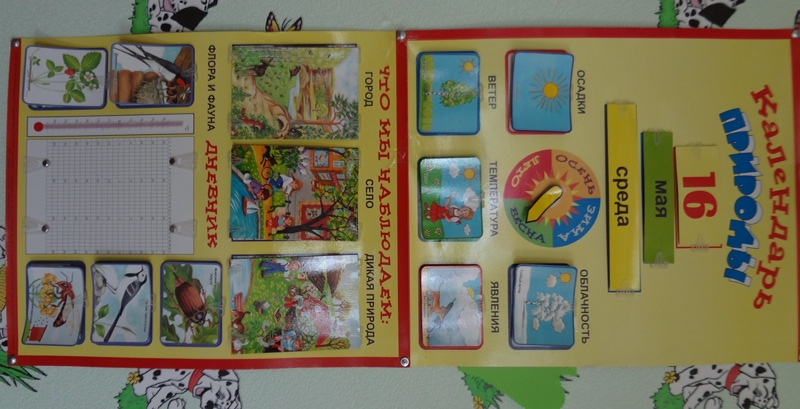 Календарь
ПРИРОДЫ
16
мая
среда
ОСАДКИ
ОБЛАЧНОСТЬ
ОСЕНЬ
ЗИМА
ВЕСНА
ЛЕТО
ВЕТЕР
ТЕМПЕРАТУРА
ЯВЛЕНИЯ
ЧТО МЫ НАБЛЮДАЕМ:
ГОРОД
СЕЛО
ДИКАЯ ПРИРОДА
ФЛОРА И ФАУНА
ДНЕВНИК